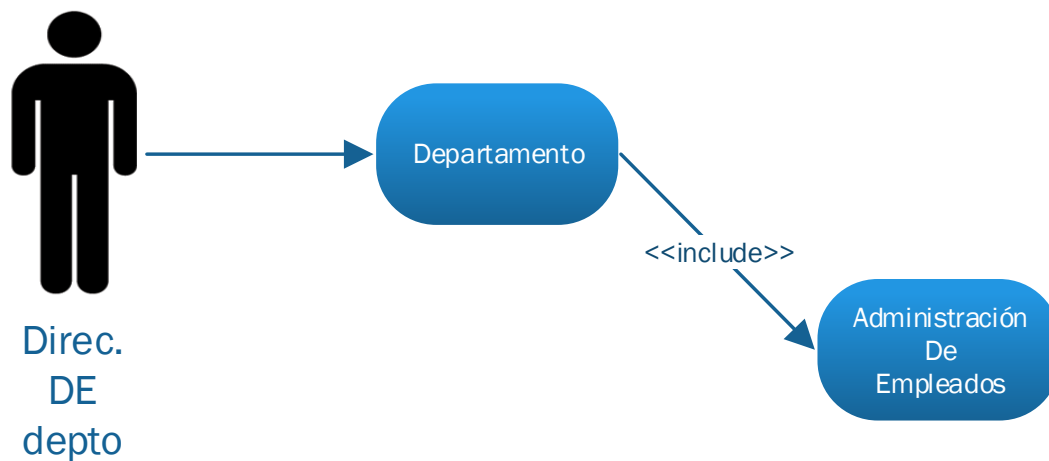 Departamento
<<include>>
Administración
De
Empleados
Direc.
DE
depto